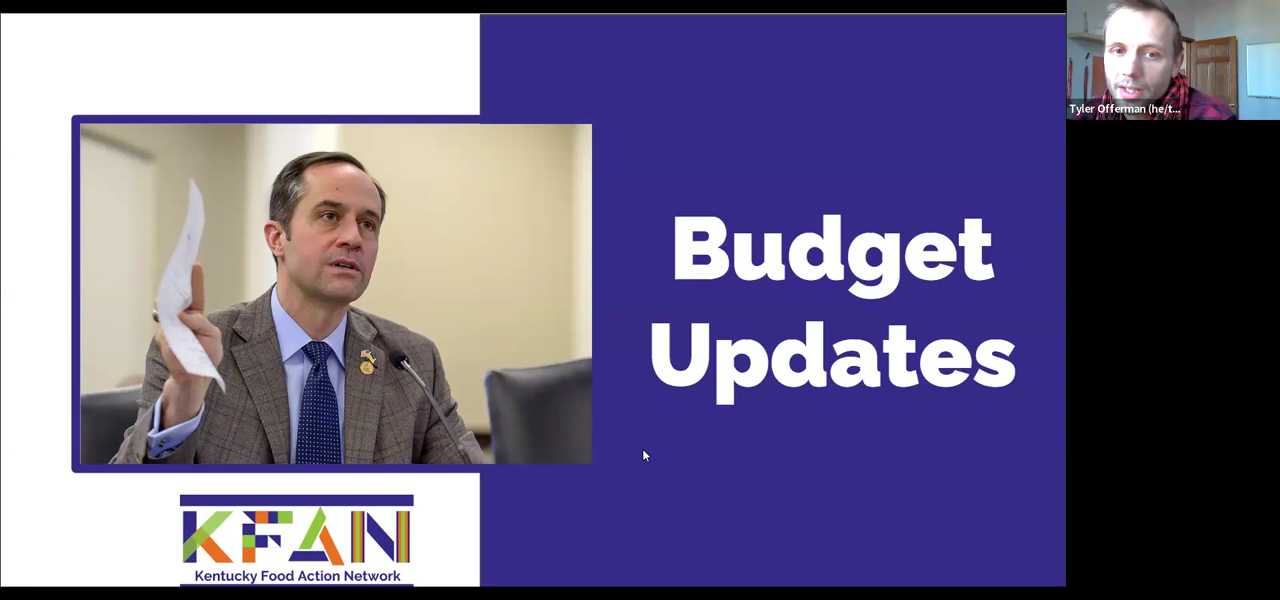 Tyler Offerman (he/t...
Budget
Updates
KFAN
Kentucky Food Action Network